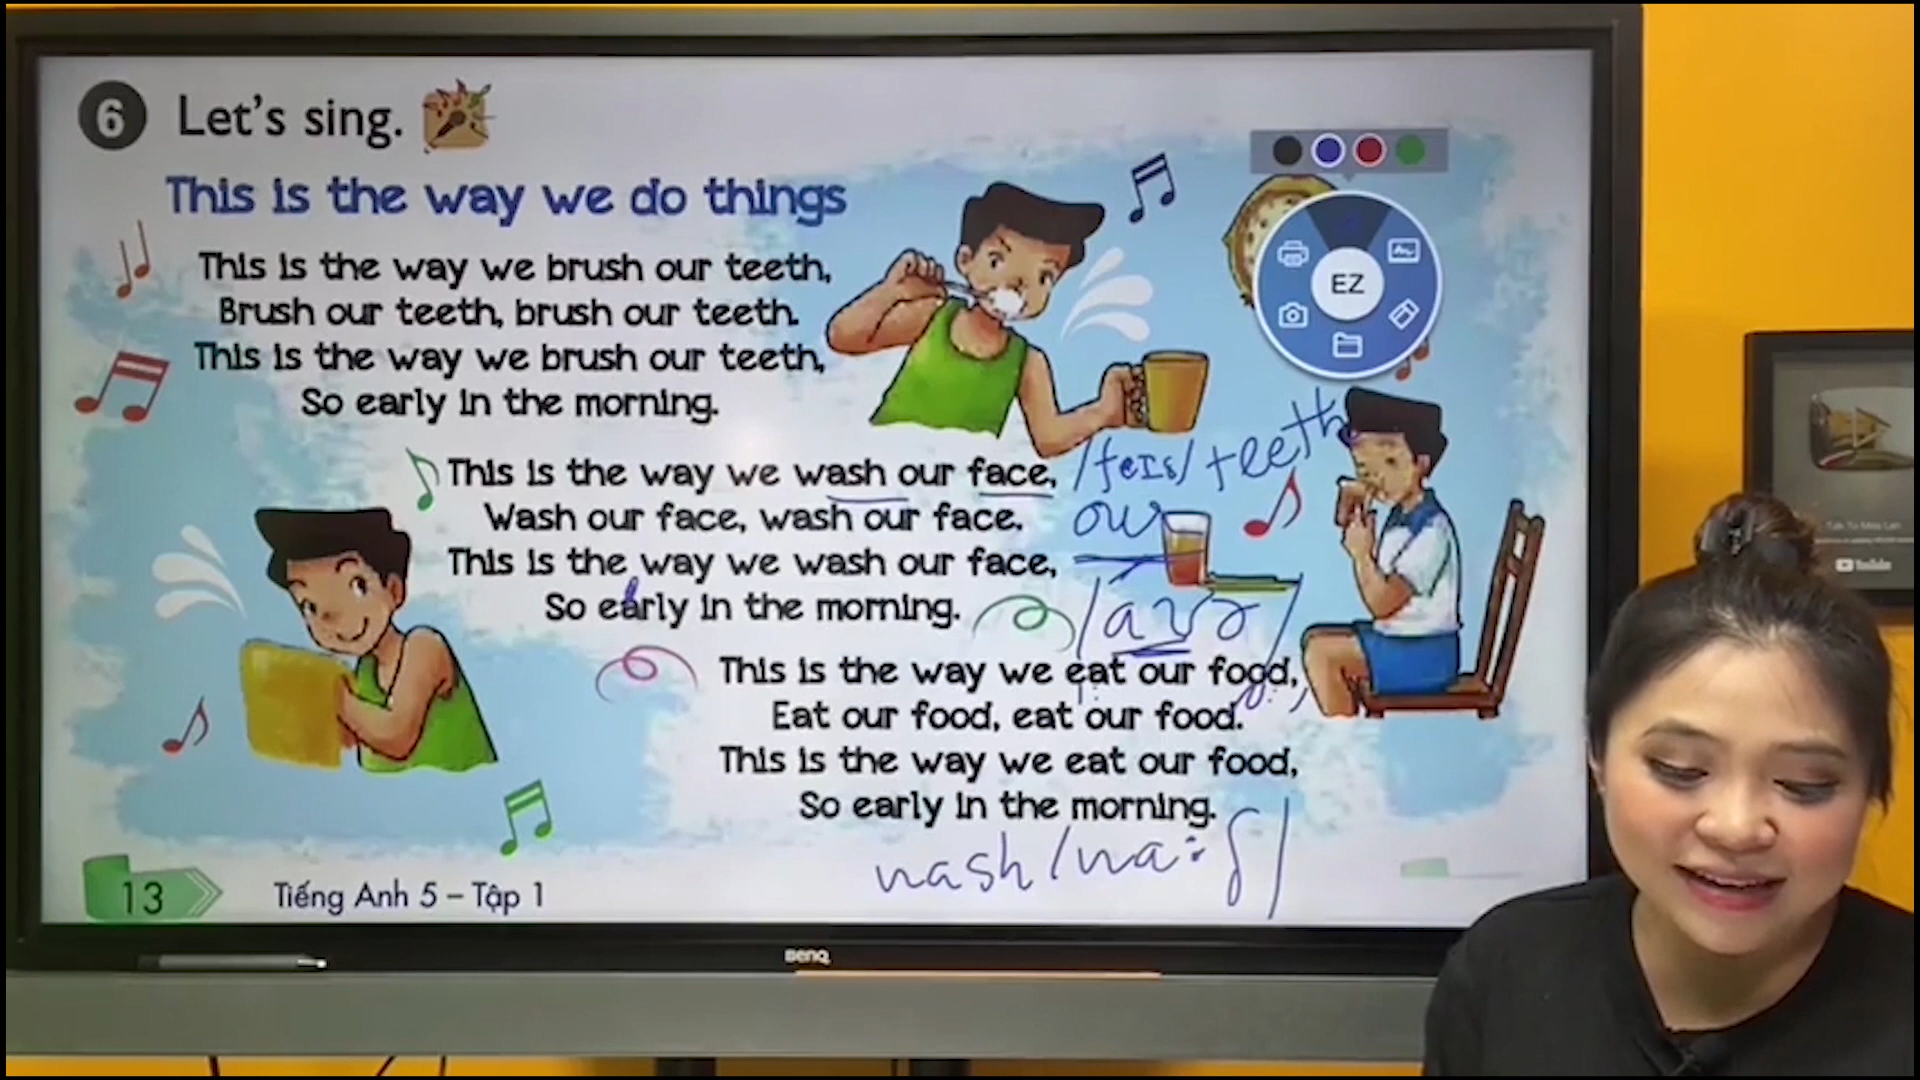 6 Let's sing.
This is the way we do things
This is the way we brush our teeth,
Brush our teeth, brush our teeth.
This is the way we brush our teeth,
So early in the morning.
This is the way we wash our face,
Wash our face, wash our face.
This is the way we wash our face,
So early in the morning.
This is the way we eat our food,
Eat our food, eat our food.
This is the way we eat our food,
So early in the morning.
EZ
/feɪs/ teeth
our
/aʊə/
wash /wa:ʃ/
13 Tiếng Anh 5 – Tập 1
BenQ
YouTube